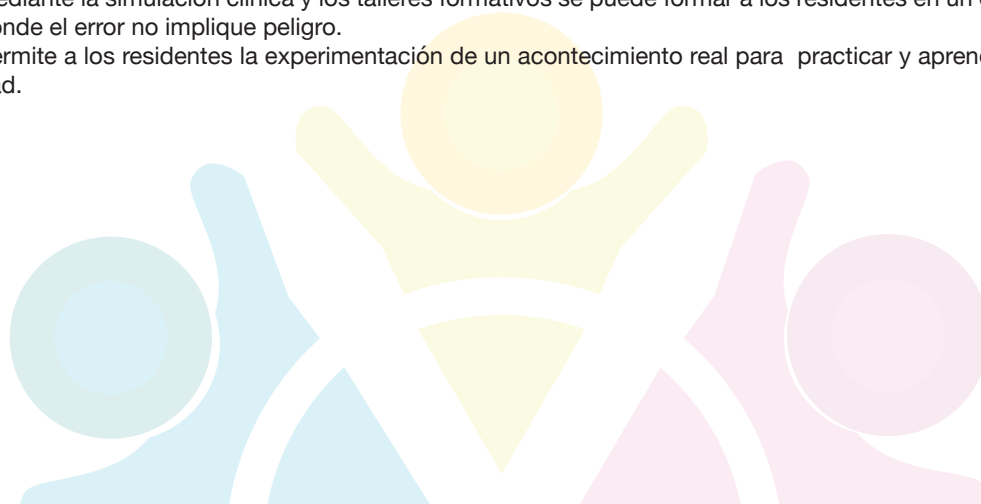 ediante la simulación clínica y los talleres formativos se puede formar a los residentes en un
onde el error no implique peligro.
ermite a los residentes la experimentación de un acontecimiento real para practicar y apren
ad.